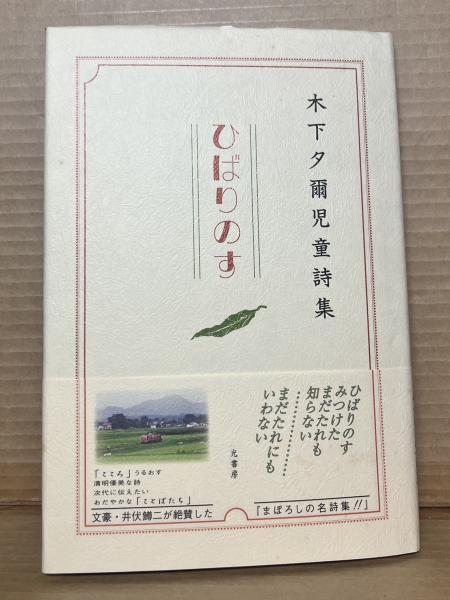 木下夕爾児童詩集
ひばりのす
ひばりのす
みつけた
まだたれも
知らない
………………
まだたれにも
いわない
光書房
「こころ」うるおす
清明優美な詩
次代に伝えたい
おだやかな「ことばたち」
文豪・井伏鱒二が絶賛した
『まぼろしの名詩集!!』